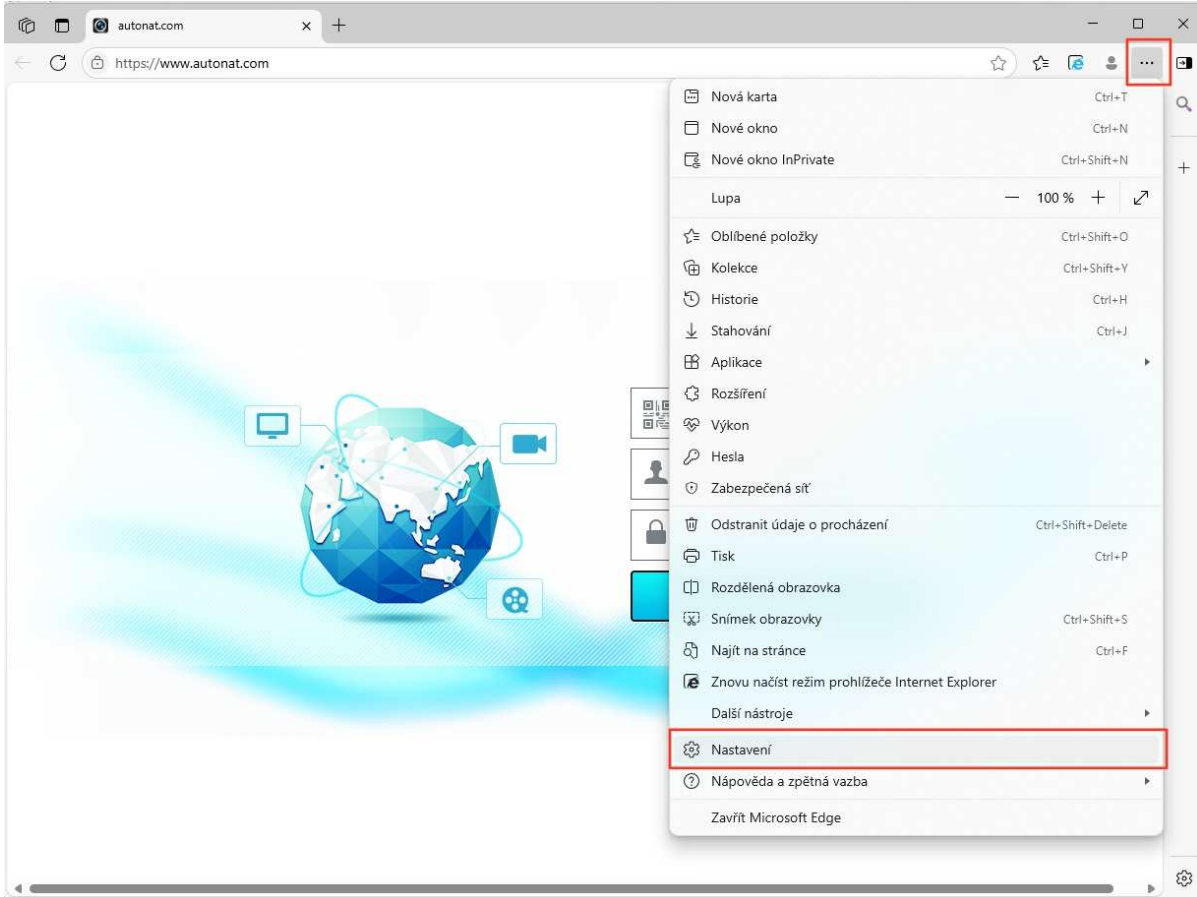 autonat.com
https://www.autonat.com
Nová karta Ctrl+T
Nové okno Ctrl+N
Nové okno InPrivate Ctrl+Shift+N
Lupa — 100 % +
Oblíbené položky Ctrl+Shift+O
Kolekce Ctrl+Shift+Y
Historie Ctrl+H
Stahování Ctrl+J
Aplikace
Rozšíření
Výkon
Hesla
Zabezpečená síť
Odstranit údaje o procházení Ctrl+Shift+Delete
Tisk Ctrl+P
Rozdělená obrazovka
Snímek obrazovky Ctrl+Shift+S
Najít na stránce Ctrl+F
Znovu načíst režim prohlížeče Internet Explorer
Další nástroje
Nastavení
Nápověda a zpětná vazba
Zavřít Microsoft Edge